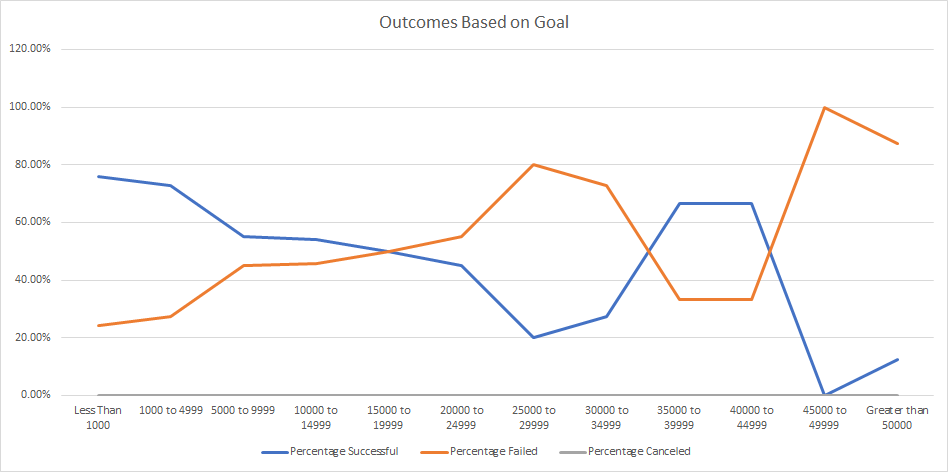 Outcomes Based on Goal
120.00%
100.00%
80.00%
60.00%
40.00%
20.00%
0.00%
Less Than
1000
1000 to 4999
5000 to 9999
10000 to
14999
15000 to
19999
20000 to
24999
25000 to
29999
30000 to
34999
35000 to
39999
40000 to
44999
45000 to
49999
Greater than
50000
Percentage Successful
Percentage Failed
Percentage Canceled